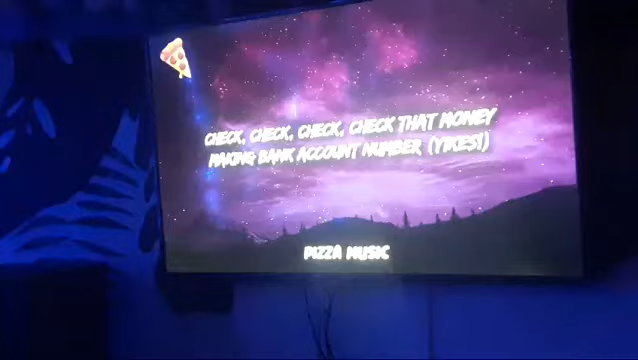 CHECK, CHECK, CHECK, CHECK THAT MONEY
MAKING BANK ACCOUNT NUMBER (YIKES!)
PIZZA MUSIC